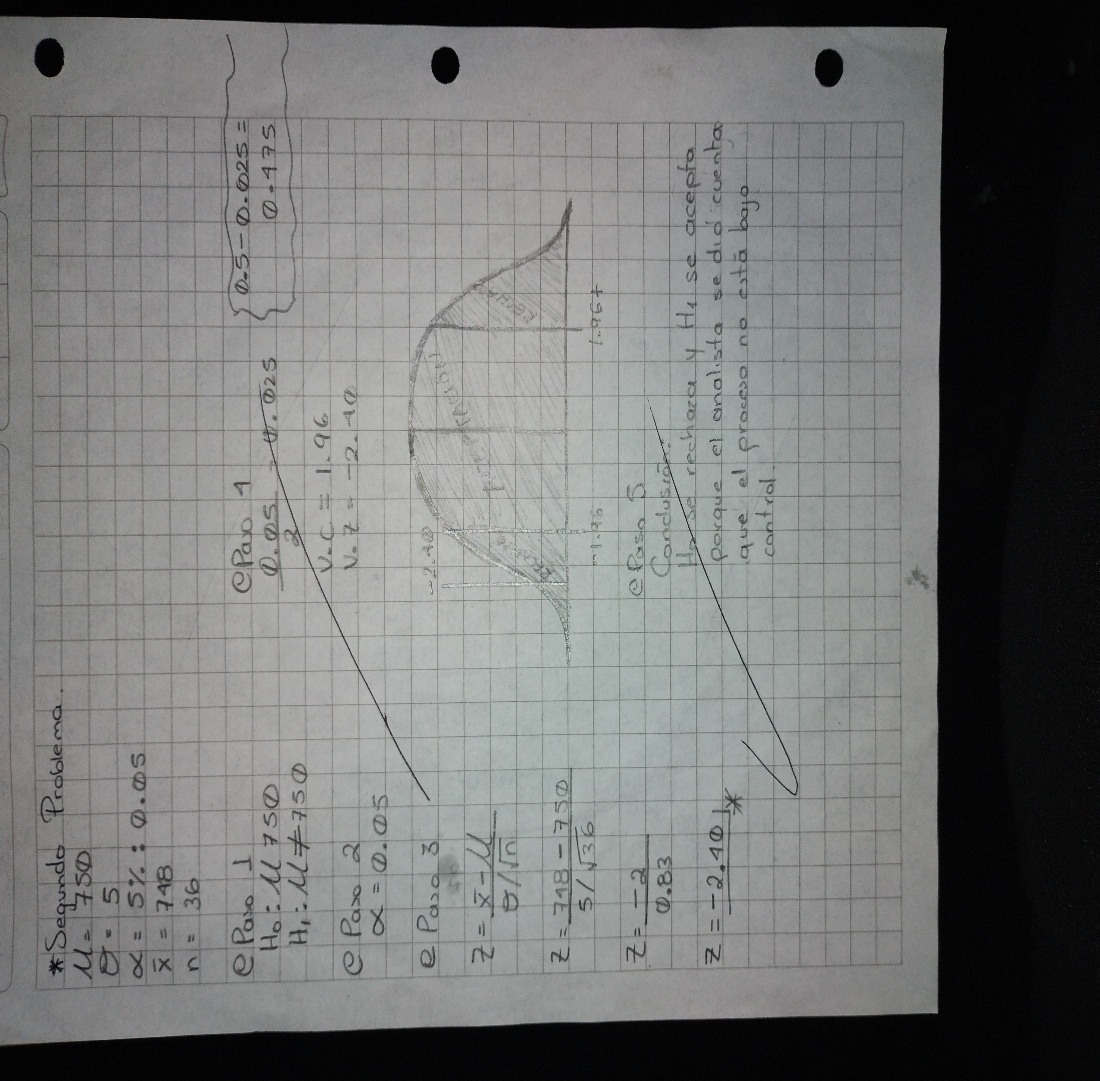 *Segundo Problema.
M = 750
θ = 5
α = 5% : 0.05
x̄ = 748
n = 36
Paso 1
H₀: M 750
H₁: M ≠ 750
Paso 2
α = 0.05
Paso 3
Z = x̄ - M / θ/√n
Z = 748 - 750 / 5/√36
Z = -2 / 0.83
Z = -2.40 *
Paso 4
0.05 / 2 = 0.025
V.C = 1.96
V.Z = -2.40
0.5 - 0.025 =
0.475
-2.40
-1.96
1.96+
Paso 5
Conclusión:
H₀ se rechaza y H₁ se acepta
porque el analista se dió cuenta
que el proceso no está bajo
control.